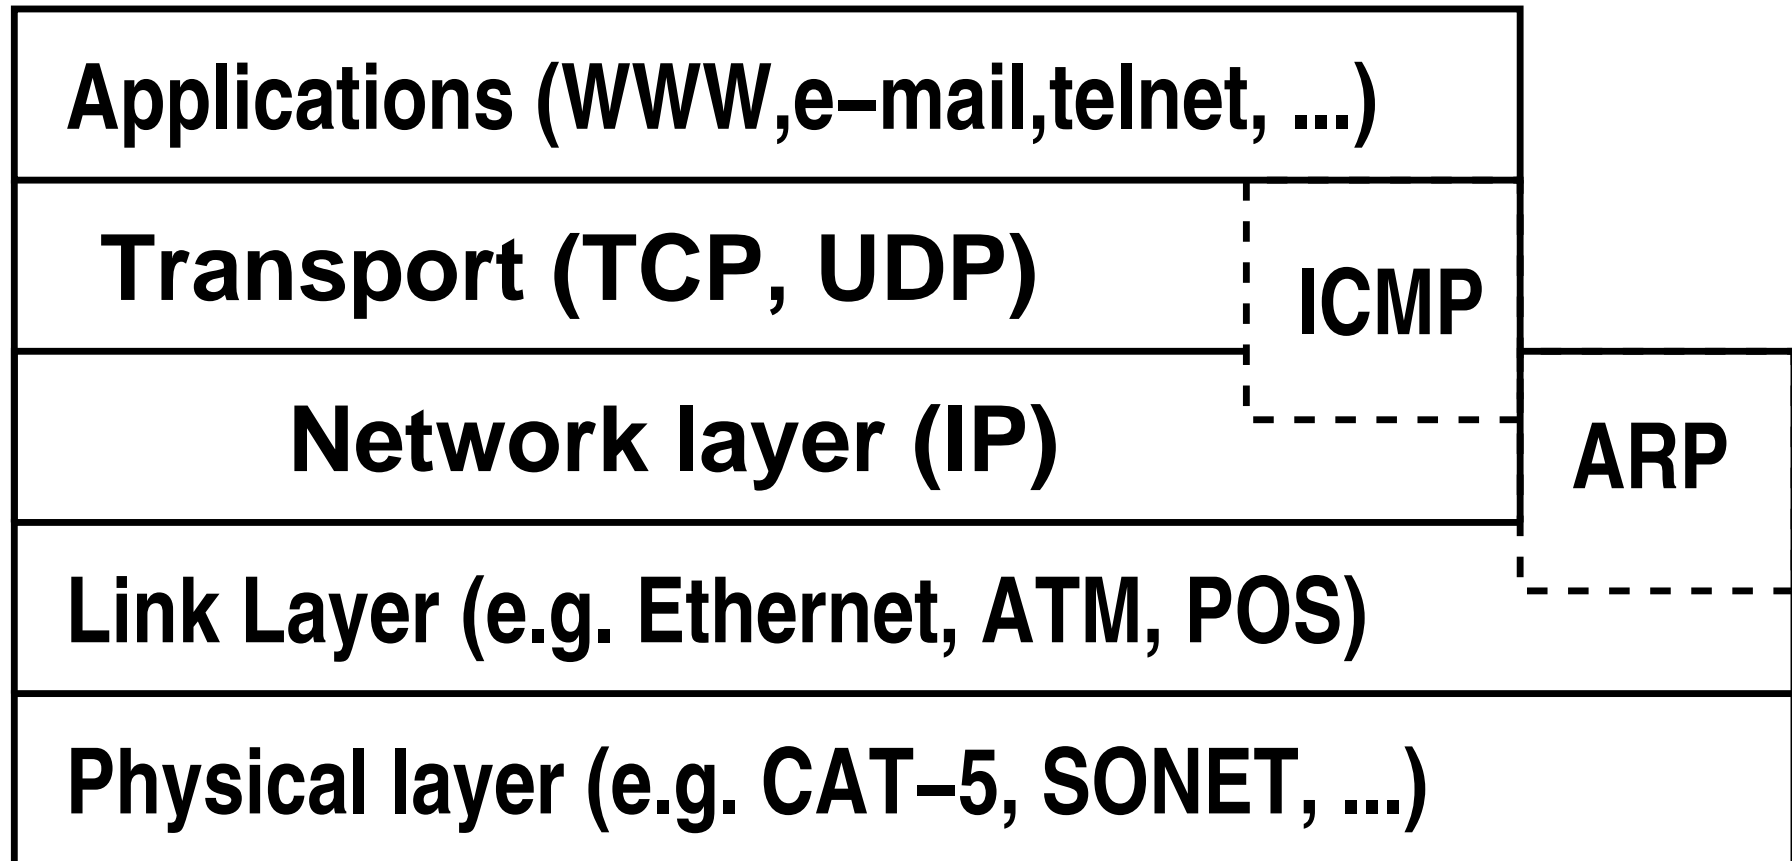 Applications (WWW,e–mail,telnet, ...)
Transport (TCP, UDP)
ICMP
Network layer (IP)
ARP
Link Layer (e.g. Ethernet, ATM, POS)
Physical layer (e.g. CAT–5, SONET, ...)